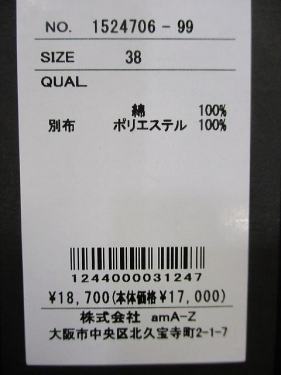 NO. 1524706-99
SIZE 38
QUAL.
綿 100%
別布 ポリエステル 100%
1244000031247
¥18,700(本体価格¥17,000)
株式会社 amA-Z
大阪市中央区北久宝寺町2-1-7